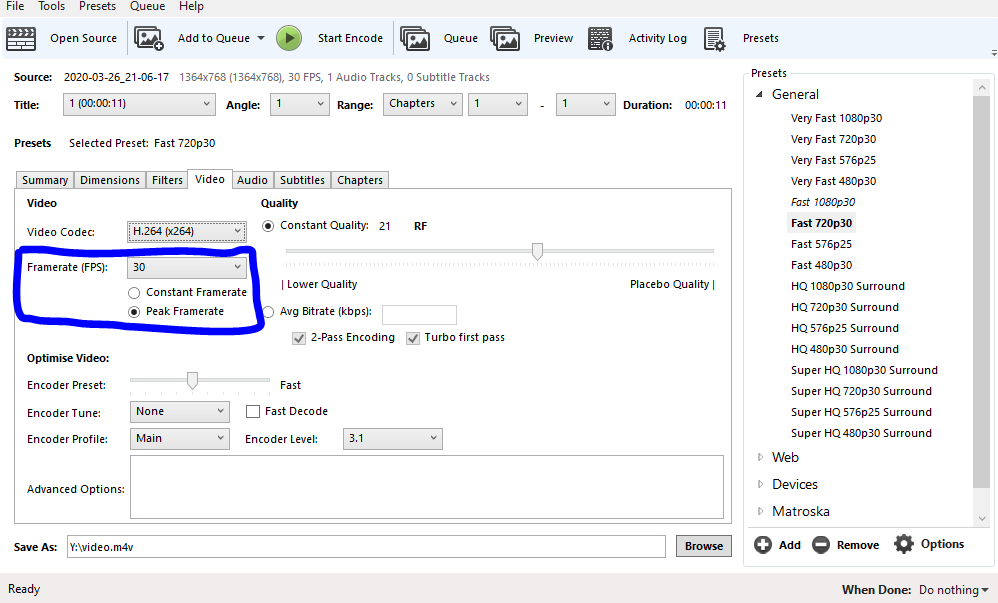 File Tools Presets Queue Help
Open Source Add to Queue Start Encode Queue Preview Activity Log Presets
Source: 2020-03-26_21-06-17 1364x768 (1364x768), 30 FPS, 1 Audio Tracks, 0 Subtitle Tracks
Title: 1 (00:00:11) Angle: 1 Range: Chapters 1 - 1 Duration: 00:00:11
Presets Selected Preset: Fast 720p30
Summary Dimensions Filters Video Audio Subtitles Chapters
Video
Video Codec: H.264 (x264)
Framerate (FPS): 30
Constant Framerate
Peak Framerate
Quality
Constant Quality: 21 RF
| Lower Quality Placebo Quality |
Avg Bitrate (kbps):
2-Pass Encoding Turbo first pass
Optimise Video:
Encoder Preset: Fast
Encoder Tune: None Fast Decode
Encoder Profile: Main Encoder Level: 3.1
Advanced Options:
Save As: Y:\video.m4v Browse
Presets
General
Very Fast 1080p30
Very Fast 720p30
Very Fast 576p25
Very Fast 480p30
Fast 1080p30
Fast 720p30
Fast 576p25
Fast 480p30
HQ 1080p30 Surround
HQ 720p30 Surround
HQ 576p25 Surround
HQ 480p30 Surround
Super HQ 1080p30 Surround
Super HQ 720p30 Surround
Super HQ 576p25 Surround
Super HQ 480p30 Surround
Web
Devices
Matroska
Add Remove Options
Ready When Done: Do nothing